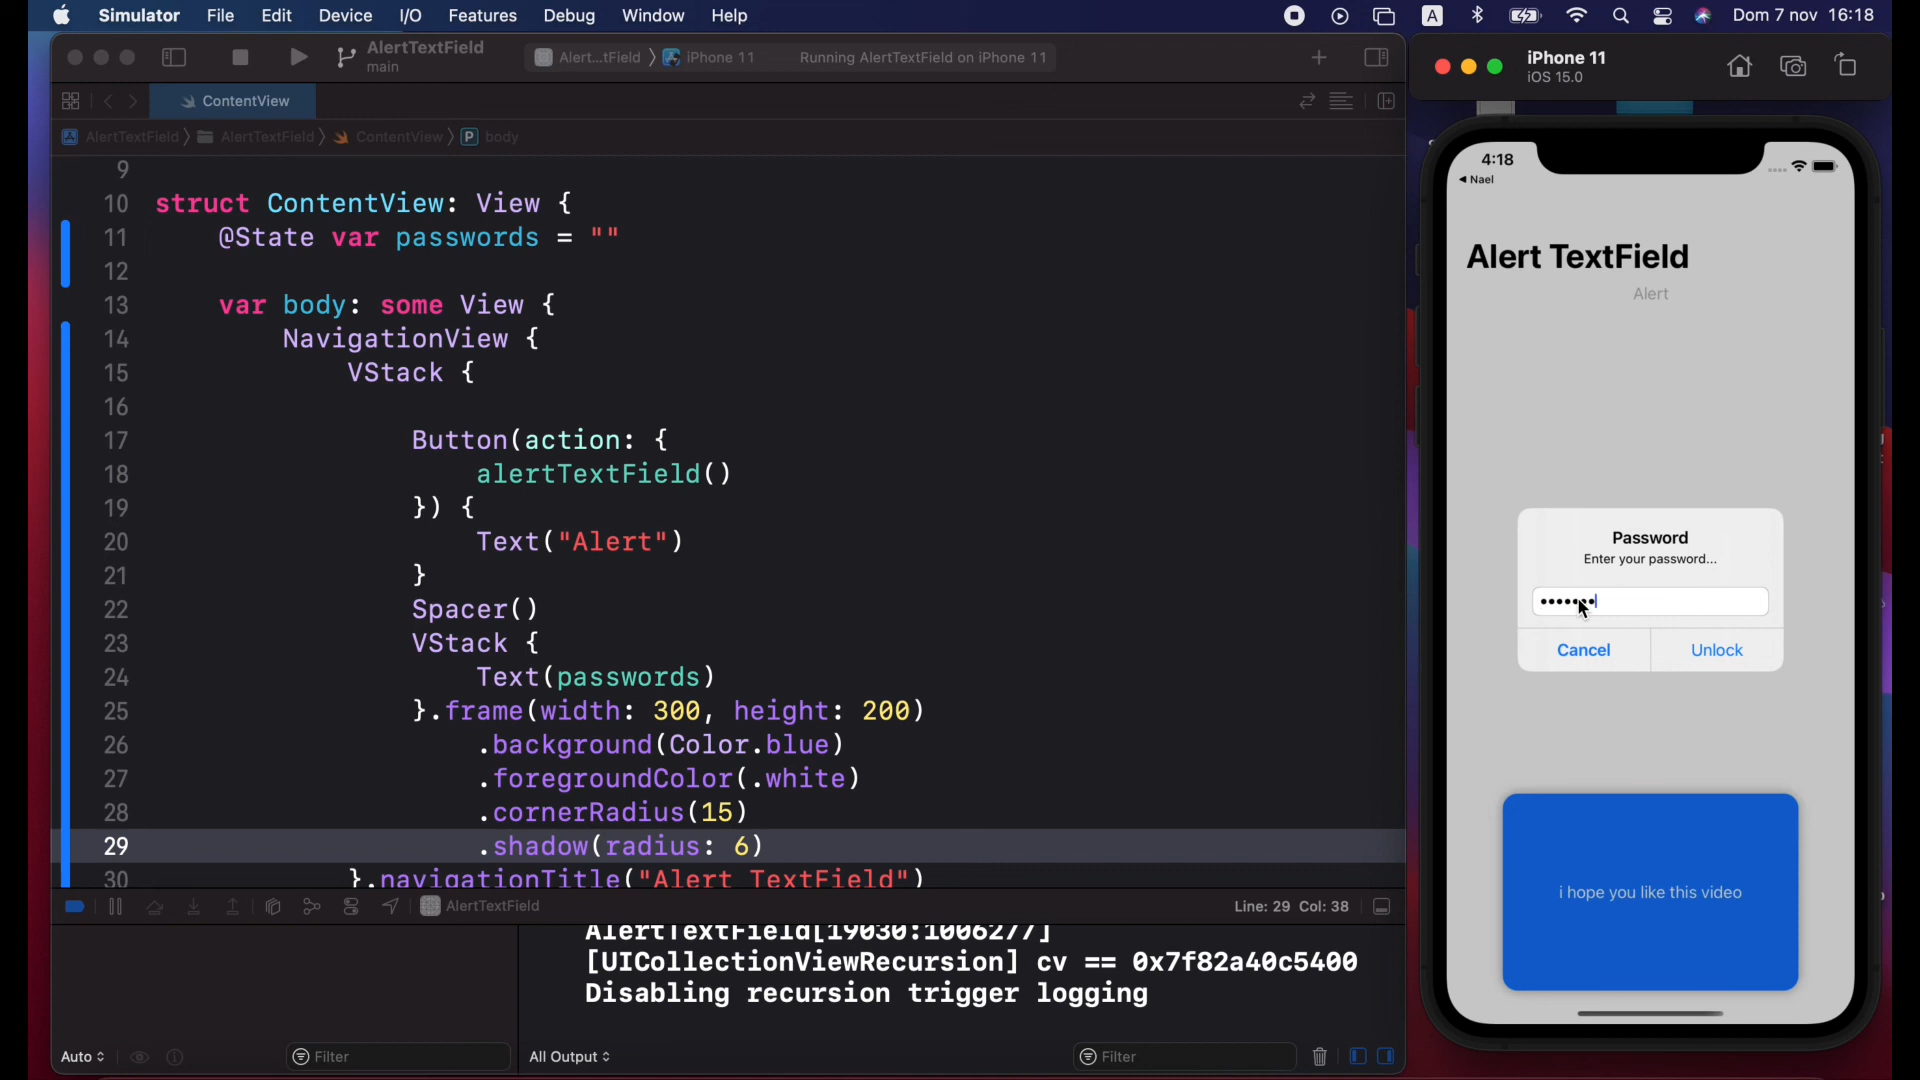 Simulator File Edit Device I/O Features Debug Window Help A Dom 7 nov 16:18
AlertTextField
main
Alert...tField iPhone 11 Running AlertTextField on iPhone 11
ContentView
AlertTextField AlertTextField ContentView P body
9
10 struct ContentView: View {
11 @State var passwords = ""
12
13 var body: some View {
14 NavigationView {
15 VStack {
16
17 Button(action: {
18 alertTextField()
19 }) {
20 Text("Alert")
21 }
22 Spacer()
23 VStack {
24 Text(passwords)
25 }.frame(width: 300, height: 200)
26 .background(Color.blue)
27 .foregroundColor(.white)
28 .cornerRadius(15)
29 .shadow(radius: 6)
30 }.navigationTitle("Alert TextField")
AlertTextField Line: 29 Col: 38
AlertTextField[19030:1006277]
[UICollectionViewRecursion] cv == 0x7f82a40c5400
Disabling recursion trigger logging
Auto Filter All Output Filter
iPhone 11
iOS 15.0
4:18
Nael
Alert TextField
Alert
Password
Enter your password...
•••••••
Cancel Unlock
i hope you like this video